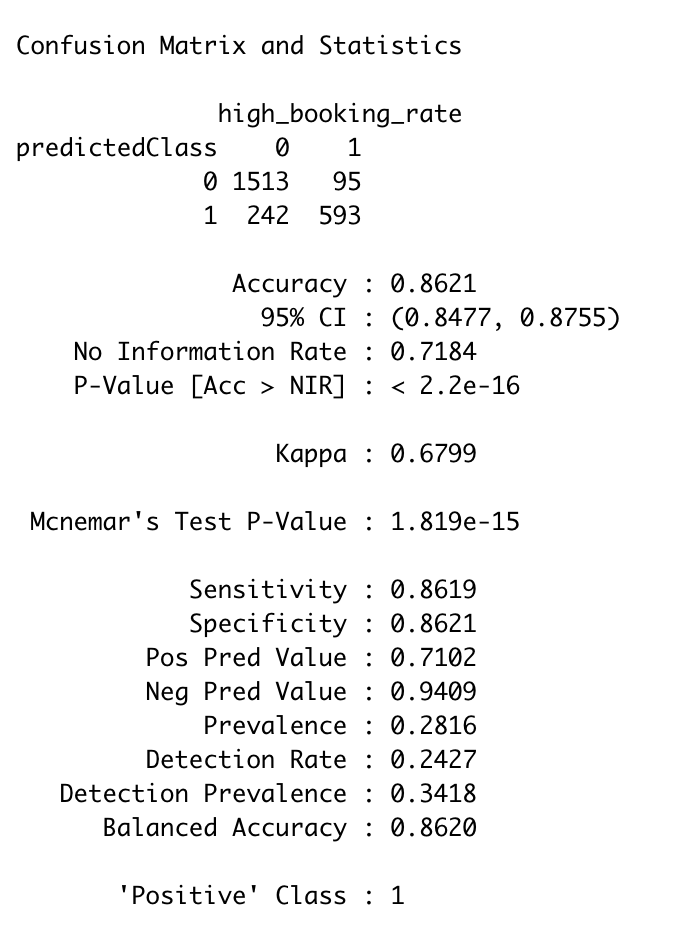 Confusion Matrix and Statistics
high_booking_rate
predictedClass 0 1
0 1513 95
1 242 593
Accuracy : 0.8621
95% CI : (0.8477, 0.8755)
No Information Rate : 0.7184
P-Value [Acc > NIR] : < 2.2e-16
Kappa : 0.6799
Mcnemar's Test P-Value : 1.819e-15
Sensitivity : 0.8619
Specificity : 0.8621
Pos Pred Value : 0.7102
Neg Pred Value : 0.9409
Prevalence : 0.2816
Detection Rate : 0.2427
Detection Prevalence : 0.3418
Balanced Accuracy : 0.8620
'Positive' Class : 1